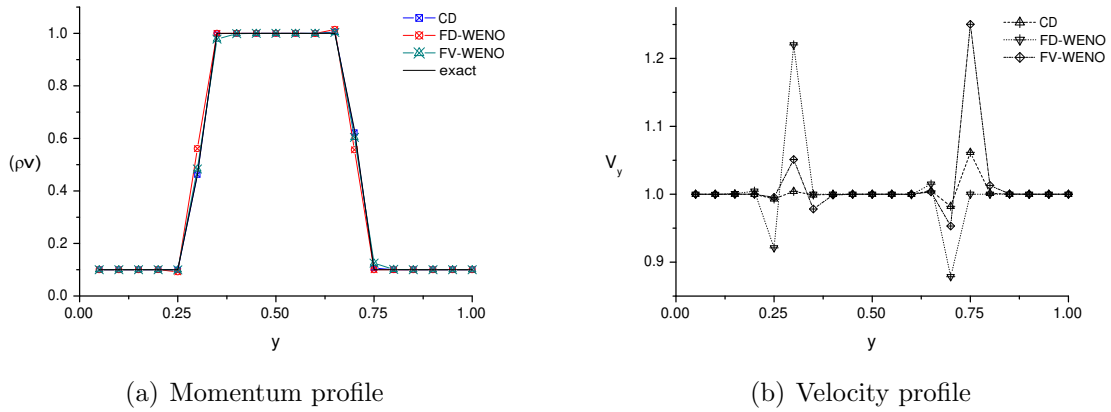 CD
FD-WENO
FV-WENO
exact
1.0
0.8
0.6
0.4
0.2
0.0
(ρv)
0.00 0.25 0.50 0.75 1.00
y
(a) Momentum profile
CD
FD-WENO
FV-WENO
1.2
1.1
1.0
0.9
V_y
0.00 0.25 0.50 0.75 1.00
y
(b) Velocity profile